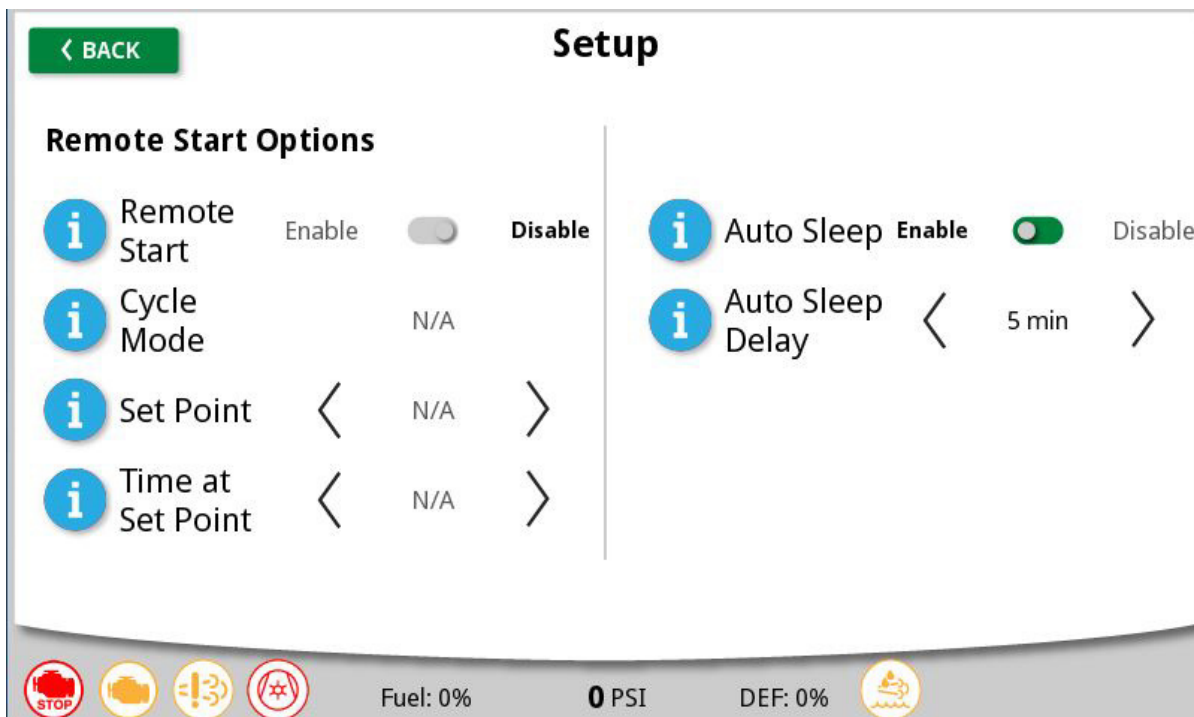 BACK
Setup
Remote Start Options
Remote
Start
Enable
Disable
Cycle
Mode
N/A
Set Point
N/A
Time at
Set Point
N/A
Auto Sleep
Enable
Disable
Auto Sleep
Delay
5 min
STOP
Fuel: 0%
0 PSI
DEF: 0%